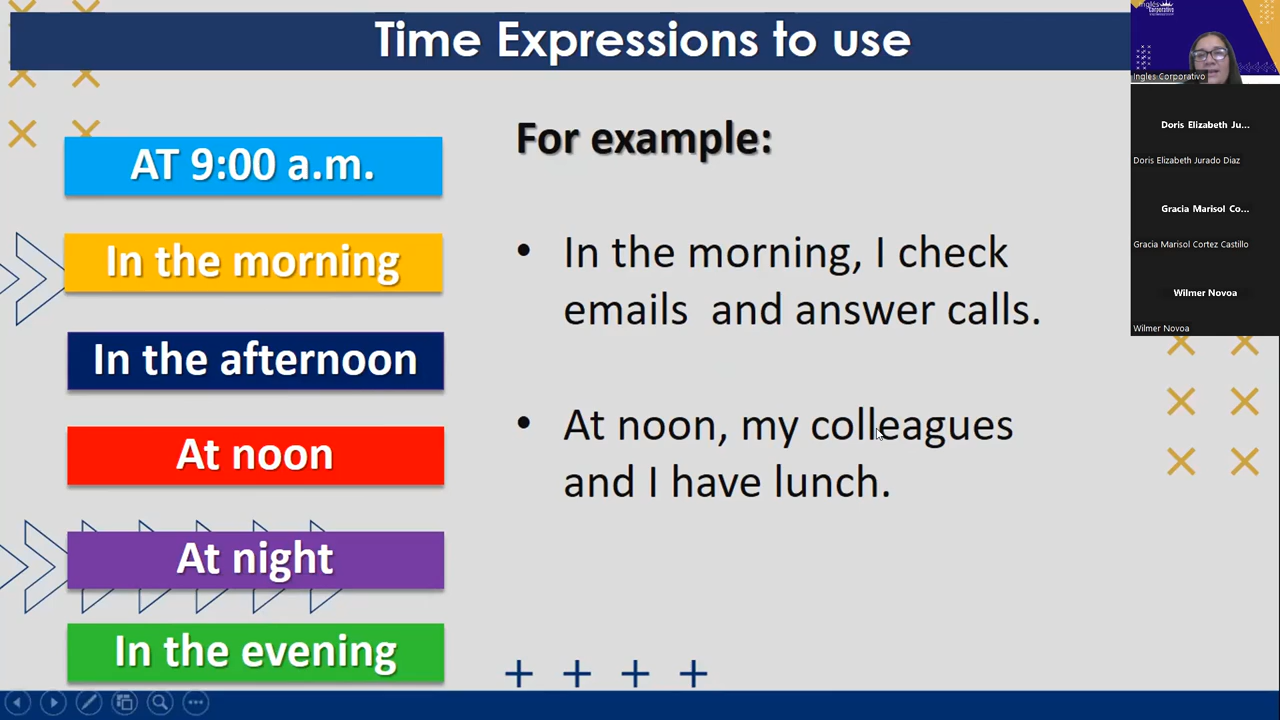 Time Expressions to use
AT 9:00 a.m.
In the morning
In the afternoon
At noon
At night
In the evening
For example:
• In the morning, I check
emails and answer calls.
• At noon, my colleagues
and I have lunch.
Inglés
Corporativo
Ingles Corporativo
Doris Elizabeth Ju...
Doris Elizabeth Jurado Diaz
Gracia Marisol Co...
Gracia Marisol Cortez Castillo
Wilmer Novoa
Wilmer Novoa